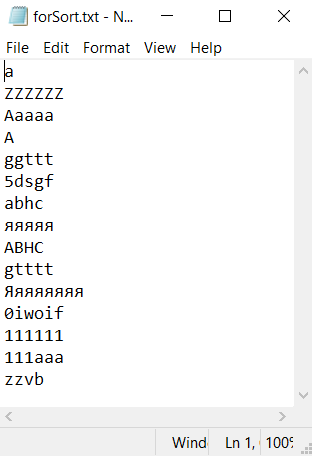 forSort.txt - N...
File Edit Format View Help
a
ZZZZZZ
Aaaaa
A
ggttt
5dsgf
abhc
яяяяя
ABHC
gtttt
Яяяяяяяя
0iwoif
111111
111aaa
zzvb
Wind Ln 1, 100%